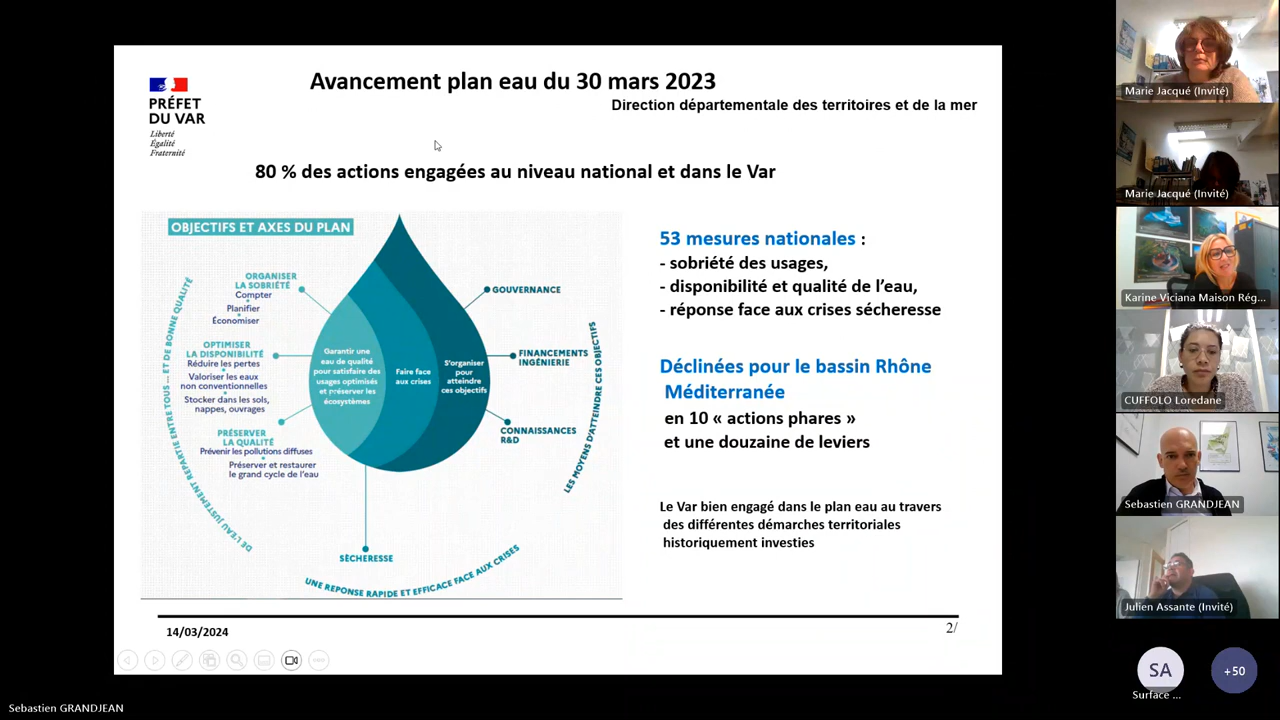 Avancement plan eau du 30 mars 2023
Direction départementale des territoires et de la mer
PRÉFET
DU VAR
Liberté
Égalité
Fraternité
80 % des actions engagées au niveau national et dans le Var
OBJECTIFS ET AXES DU PLAN
DE L'EAU JUSTEMENT REPARTIE ENTRE TOUS ... ET DE BONNE QUALITÉ
ORGANISER
LA SOBRIÉTÉ
Compter
Planifier
Économiser
OPTIMISER
LA DISPONIBILITÉ
Réduire les pertes
Valoriser les eaux
non conventionnelles
Stocker dans les sols,
nappes, ouvrages
PRÉSERVER
LA QUALITÉ
Prévenir les pollutions diffuses
Préserver et restaurer
le grand cycle de l'eau
Garantir une
eau de qualité
pour satisfaire des
usages optimisés
et préserver les
écosystèmes
Faire face
aux crises
S'organiser
pour
atteindre
ces objectifs
GOUVERNANCE
FINANCEMENTS
INGÉNIERIE
CONNAISSANCES
R&D
LES MOYENS D'ATTEINDRE CES OBJECTIFS
SÈCHERESSE
UNE REPONSE RAPIDE ET EFFICACE FACE AUX CRISES
53 mesures nationales :
- sobriété des usages,
- disponibilité et qualité de l'eau,
- réponse face aux crises sécheresse
Déclinées pour le bassin Rhône
Méditerranée
en 10 « actions phares »
et une douzaine de leviers
Le Var bien engagé dans le plan eau au travers
des différentes démarches territoriales
historiquement investies
14/03/2024
2/
Marie Jacqué (Invité)
Marie Jacqué (Invité)
Karine Viciana Maison Rég...
CUFFOLO Loredane
Sebastien GRANDJEAN
Julien Assante (Invité)
SA
+50
Surface ...
Sebastien GRANDJEAN